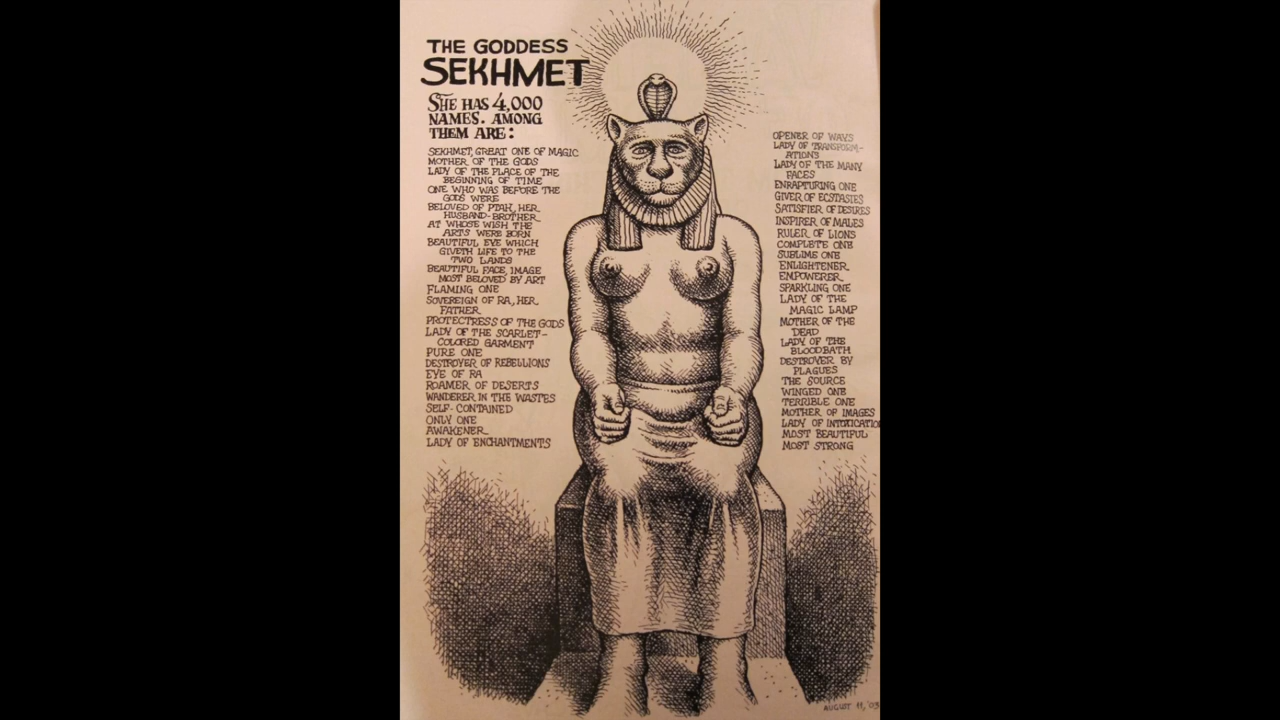 THE GODDESS
SEKHMET
SHE HAS 4,000
NAMES. AMONG
THEM ARE:
SEKHMET, GREAT ONE OF MAGIC
MOTHER OF THE GODS
LADY OF THE PLACE OF THE
BEGINNING OF TIME
ONE WHO WAS BEFORE THE
GODS WERE
BELOVED OF PTAH, HER
HUSBAND-BROTHER
AT WHOSE WISH THE
ARTS WERE BORN
BEAUTIFUL EYE WHICH
GIVETH LIFE TO THE
TWO LANDS
BEAUTIFUL FACE, IMAGE
MOST BELOVED BY ART
FLAMING ONE
SOVEREIGN OF RA, HER
FATHER
PROTECTRESS OF THE GODS
LADY OF THE SCARLET-
COLORED GARMENT
PURE ONE
DESTROYER OF REBELLIONS
EYE OF RA
ROAMER OF DESERTS
WANDERER IN THE WASTES
SELF-CONTAINED
ONLY ONE
AWAKENER
LADY OF ENCHANTMENTS
OPENER OF WAYS
LADY OF TRANSFORM-
ATIONS
LADY OF THE MANY
FACES
ENRAPTURING ONE
GIVER OF ECSTASIES
SATISFIER OF DESIRES
INSPIRER OF MALES
RULER OF LIONS
COMPLETE ONE
SUBLIME ONE
ENLIGHTENER
EMPOWERER
SPARKLING ONE
LADY OF THE
MAGIC LAMP
MOTHER OF THE
DEAD
LADY OF THE
BLOODBATH
DESTROYER BY
PLAGUES
THE SOURCE
WINGED ONE
TERRIBLE ONE
MOTHER OF IMAGES
LADY OF INTOXICATIO
MOST BEAUTIFUL
MOST STRONG
AUGUST 11, '03